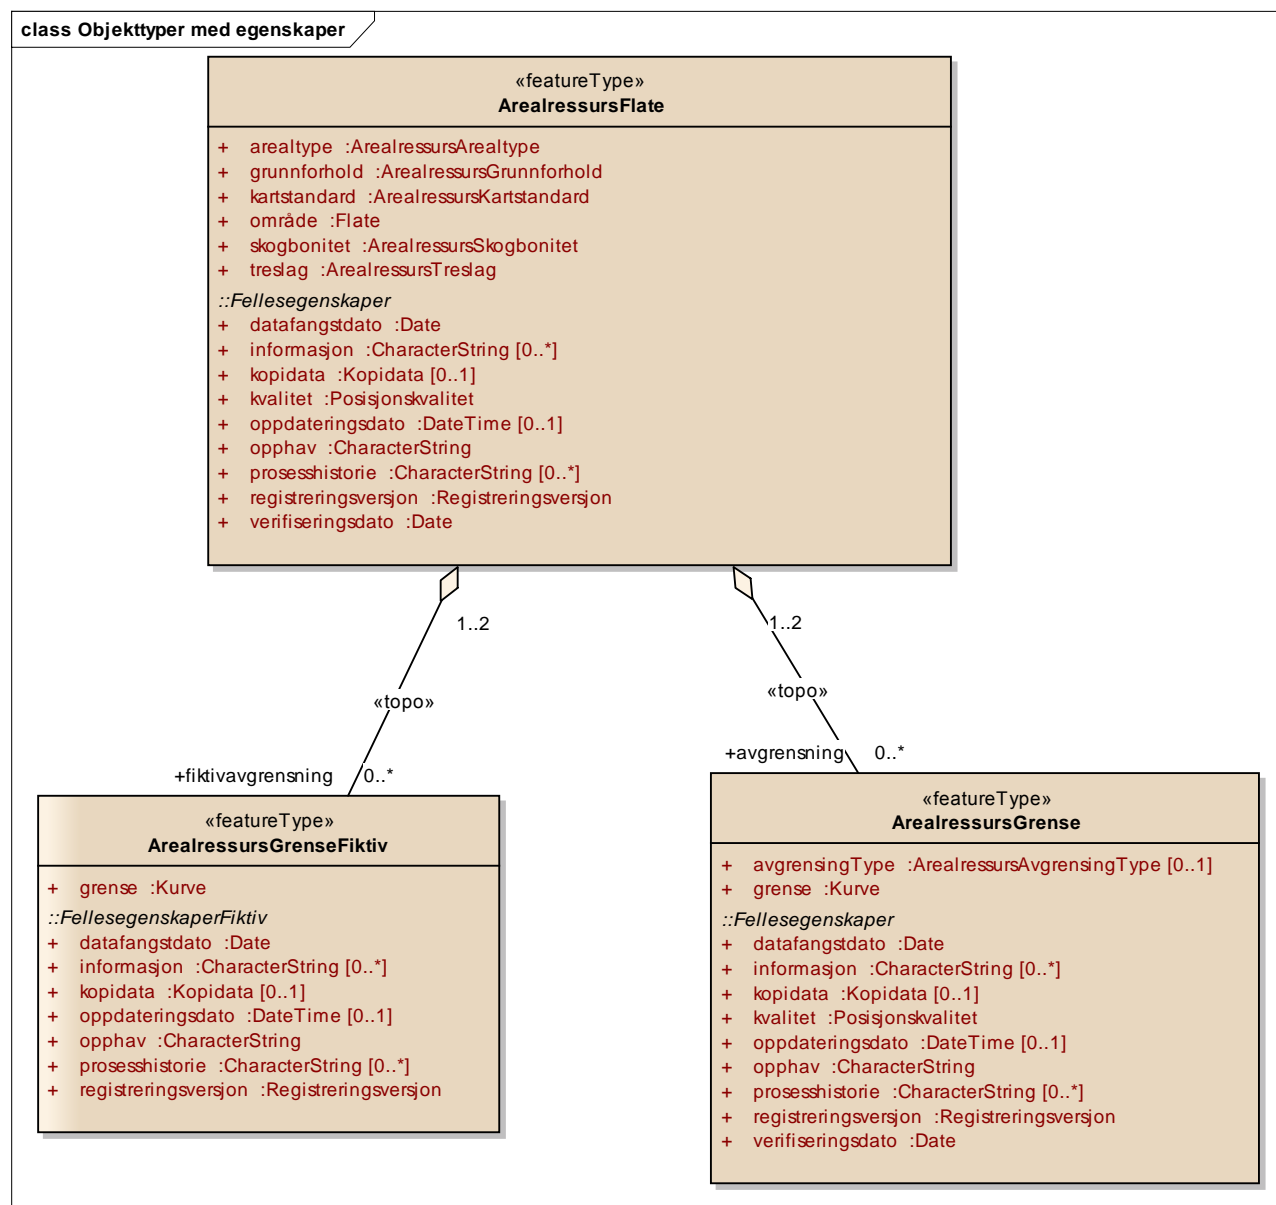 class Objekttyper med egenskaper
«featureType»
ArealressursFlate
+ arealtype :ArealressursArealtype
+ grunnforhold :ArealressursGrunnforhold
+ kartstandard :ArealressursKartstandard
+ område :Flate
+ skogbonitet :ArealressursSkogbonitet
+ treslag :ArealressursTreslag
::Fellesegenskaper
+ datafangstdato :Date
+ informasjon :CharacterString [0..*]
+ kopidata :Kopidata [0..1]
+ kvalitet :Posisjonskvalitet
+ oppdateringsdato :DateTime [0..1]
+ opphav :CharacterString
+ prosesshistorie :CharacterString [0..*]
+ registreringsversjon :Registreringsversjon
+ verifiseringsdato :Date
1..2
«topo»
+fiktivavgrensning 0..*
1..2
«topo»
+avgrensning 0..*
«featureType»
ArealressursGrenseFiktiv
+ grense :Kurve
::FellesegenskaperFiktiv
+ datafangstdato :Date
+ informasjon :CharacterString [0..*]
+ kopidata :Kopidata [0..1]
+ oppdateringsdato :DateTime [0..1]
+ opphav :CharacterString
+ prosesshistorie :CharacterString [0..*]
+ registreringsversjon :Registreringsversjon
«featureType»
ArealressursGrense
+ avgrensingType :ArealressursAvgrensingType [0..1]
+ grense :Kurve
::Fellesegenskaper
+ datafangstdato :Date
+ informasjon :CharacterString [0..*]
+ kopidata :Kopidata [0..1]
+ kvalitet :Posisjonskvalitet
+ oppdateringsdato :DateTime [0..1]
+ opphav :CharacterString
+ prosesshistorie :CharacterString [0..*]
+ registreringsversjon :Registreringsversjon
+ verifiseringsdato :Date